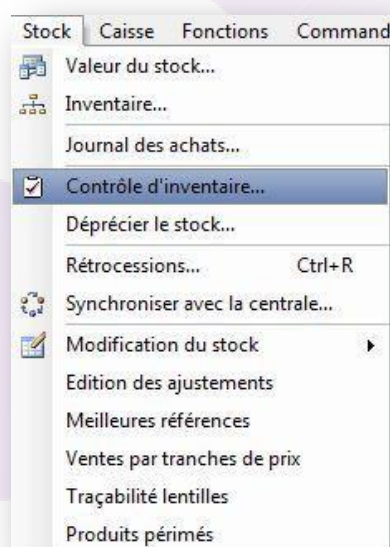 Stock Caisse Fonctions Command
Valeur du stock...
Inventaire...
Journal des achats...
Contrôle d'inventaire...
Déprécier le stock...
Rétrocessions... Ctrl+R
Synchroniser avec la centrale...
Modification du stock
Edition des ajustements
Meilleures références
Ventes par tranches de prix
Traçabilité lentilles
Produits périmés